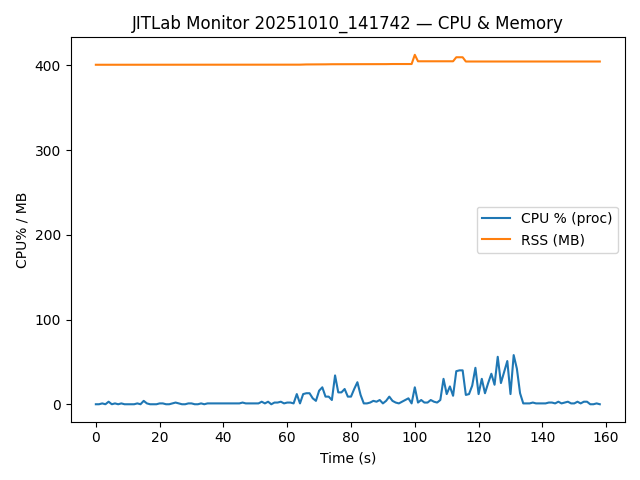 JITLab Monitor 20251010_141742 — CPU & Memory
CPU% / MB
400
300
200
100
0
CPU % (proc)
RSS (MB)
0 20 40 60 80 100 120 140 160
Time (s)